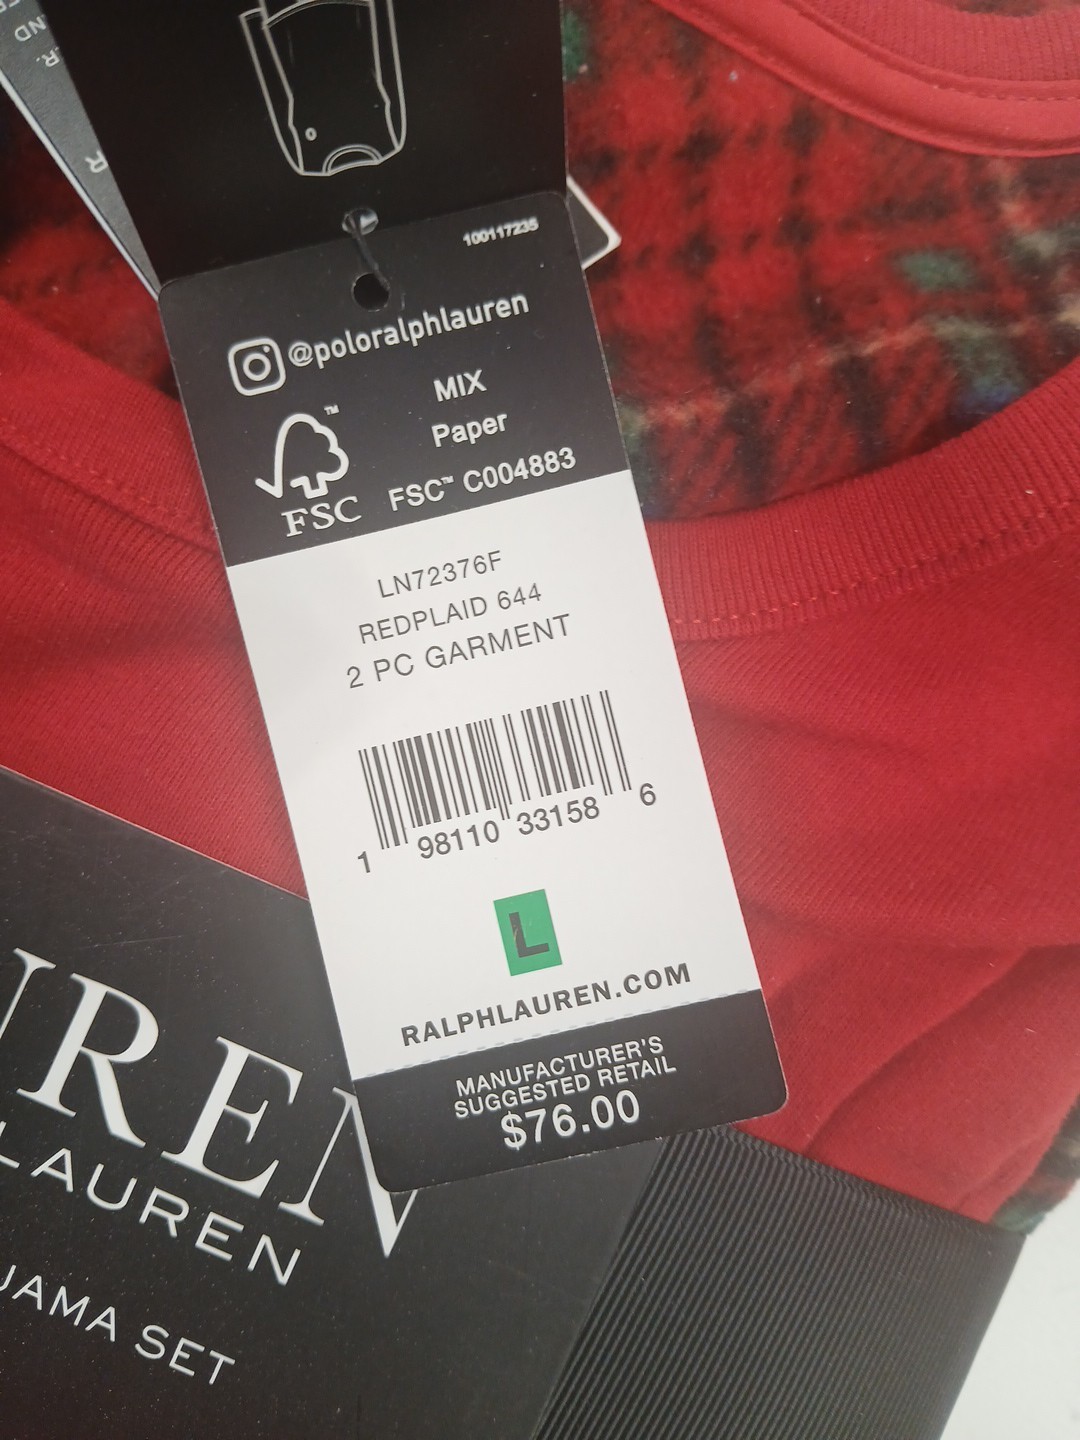 100117235
@poloralphlauren
MIX
Paper
FSC™ C004883
™
FSC
LN72376F
REDPLAID 644
2 PC GARMENT
1 98110 33158 6
L
RALPHLAUREN.COM
MANUFACTURER'S
SUGGESTED RETAIL
$76.00
UREN
LAUREN
JAMA SET